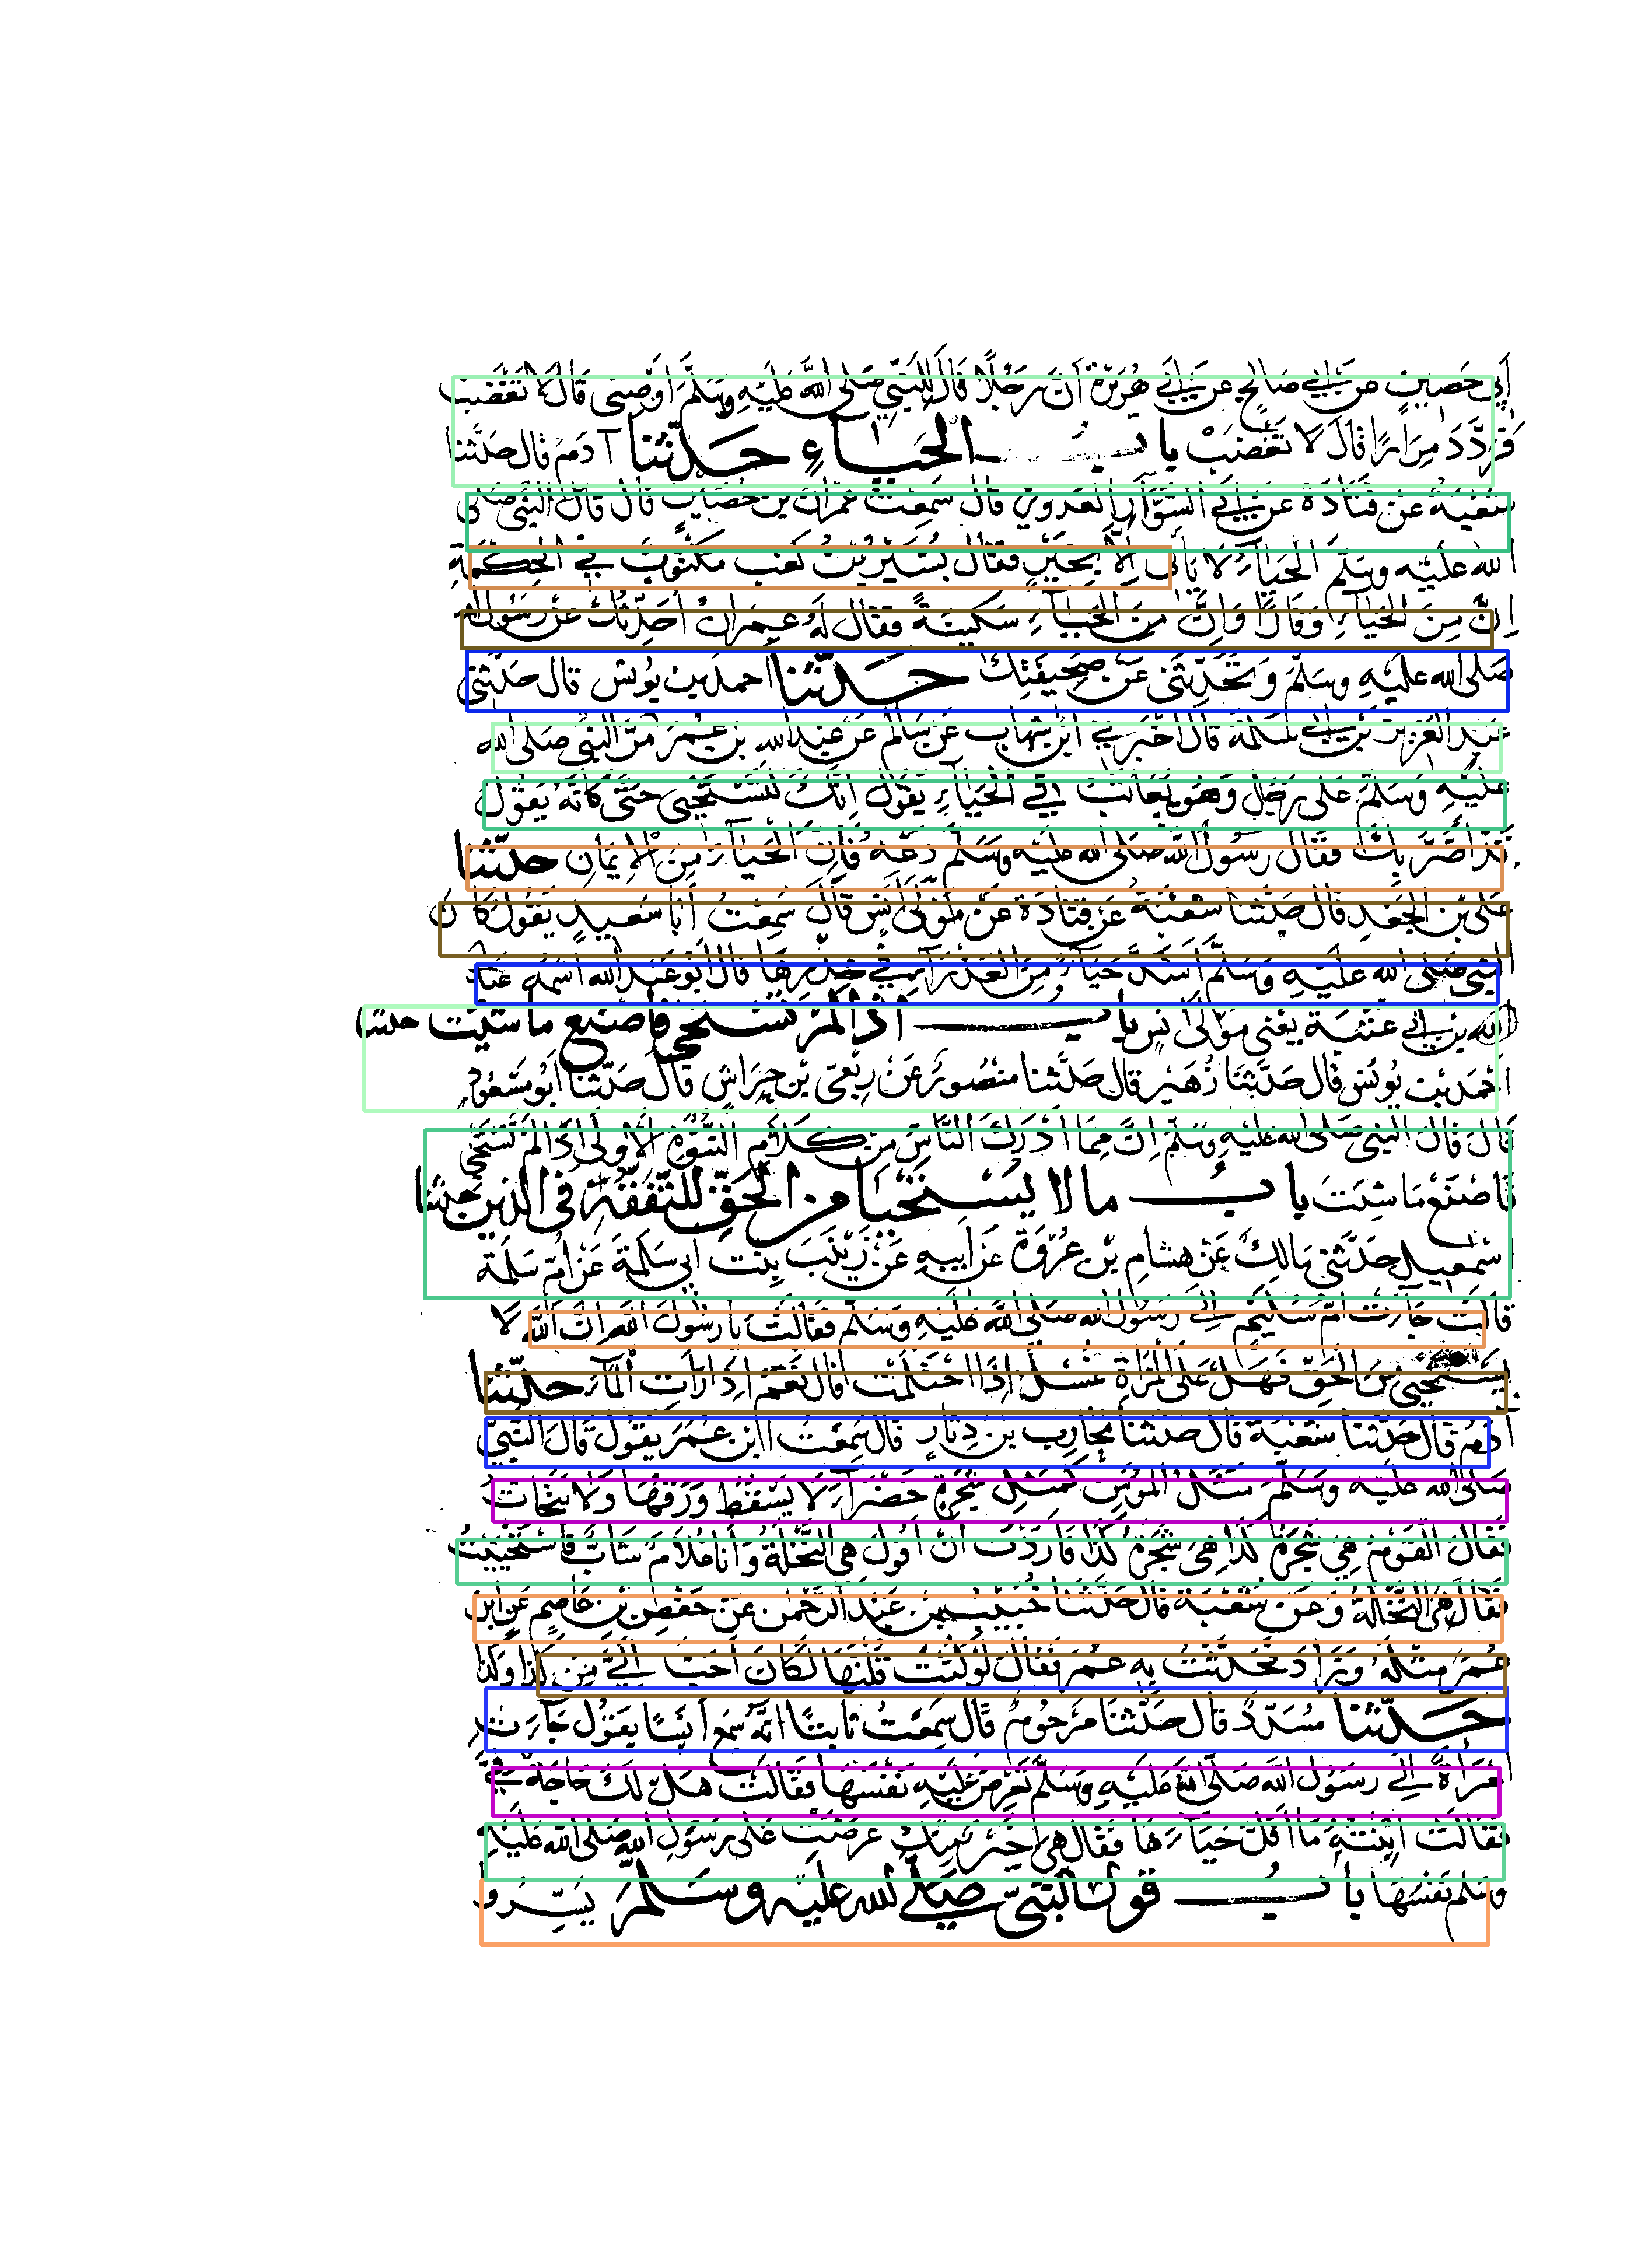 أبي حصين عن أبي صالح عن أبي هريرة أن رجلا قال للنبي صلى الله عليه وسلم أوصني قال لا تغضب
فردد مرارا قال لا تغضب باب الحياء حدثنا آدم قال حدثنا
شعبة عن قتادة عن أبي السوار العدوي قال سمعت عمران بن حصين قال قال النبي صلى
الله عليه وسلم الحياء لا يأتي إلا بخير فقال بشير بن كعب مكتوب في الحكمة
إن من الحياء وقارا وإن من الحياء سكينة فقال له عمران أحدثك عن رسول الله
صلى الله عليه وسلم وتحدثني عن صحيفتك حدثنا أحمد بن يونس قال حدثني
عبد العزيز بن أبي سلمة قال أخبرني ابن شهاب عن سالم عن عبد الله بن عمر مر النبي صلى الله
عليه وسلم على رجل وهو يعاتب في الحياء يقول إنك لتستحيي حتى كأنه يقول
قد أضر بك فقال رسول الله صلى الله عليه وسلم دعه فإن الحياء من الإيمان حدثنا
علي بن الجعد قال حدثنا شعبة عن قتادة عن مولى أنس قال سمعت أبا سعيد يقول كان
النبي صلى الله عليه وسلم أشد حياء من العذراء في خدرها قال أبو عبد الله اسمه عبد
الله بن أبي عتبة يعني مولى أنس باب إذا لم تستحي فاصنع ما شئت حدثنا
أحمد بن يونس قال حدثنا زهير قال حدثنا منصور عن ربعي بن حراش قال حدثنا أبو مسعود
قال قال النبي صلى الله عليه وسلم إن مما أدرك الناس من كلام النبوة الأولى إذا لم تستحي
فاصنع ما شئت باب ما لا يستحيا من الحق للتفقه في الدين حدثنا
اسمعيل حدثني مالك عن هشام بن عروة عن أبيه عن زينب بنت أبي سلمة عن أم سلمة
قالت جاءت أم سليم إلى رسول الله صلى الله عليه وسلم فقالت يا رسول الله إن الله لا
يستحيي من الحق فهل على المرأة غسل إذا احتلمت قال نعم إذا رأت الماء حدثنا
آدم قال حدثنا شعبة قال حدثنا محارب بن دثار قال سمعت ابن عمر يقول قال النبي
صلى الله عليه وسلم مثل المؤمن كمثل شجرة خضراء لا يسقط ورقها ولا يتحات
فقال القوم هي شجرة كذا هي شجرة كذا فأردت أن أقول هي النخلة وأنا غلام شاب فاستحييت
فقال هي النخلة وعن شعبة قال حدثنا خبيب بن عبد الرحمن عن حفص بن عاصم عن ابن
عمر مثله وزاد فحدثت به عمر فقال لو كنت قلتها لكان أحب إلي من كذا وكذا
حدثنا مسدد قال حدثنا مرحوم قال سمعت ثابتا أنه سمع أنسا يقول جاءت
امرأة إلى رسول الله صلى الله عليه وسلم تعرض عليه نفسها فقالت هل لك حاجة في
فقالت ابنته ما أقل حياءها فقال هي خير منك عرضت على رسول الله صلى الله عليه
وسلم نفسها باب قول النبي صلى الله عليه وسلم يسروا